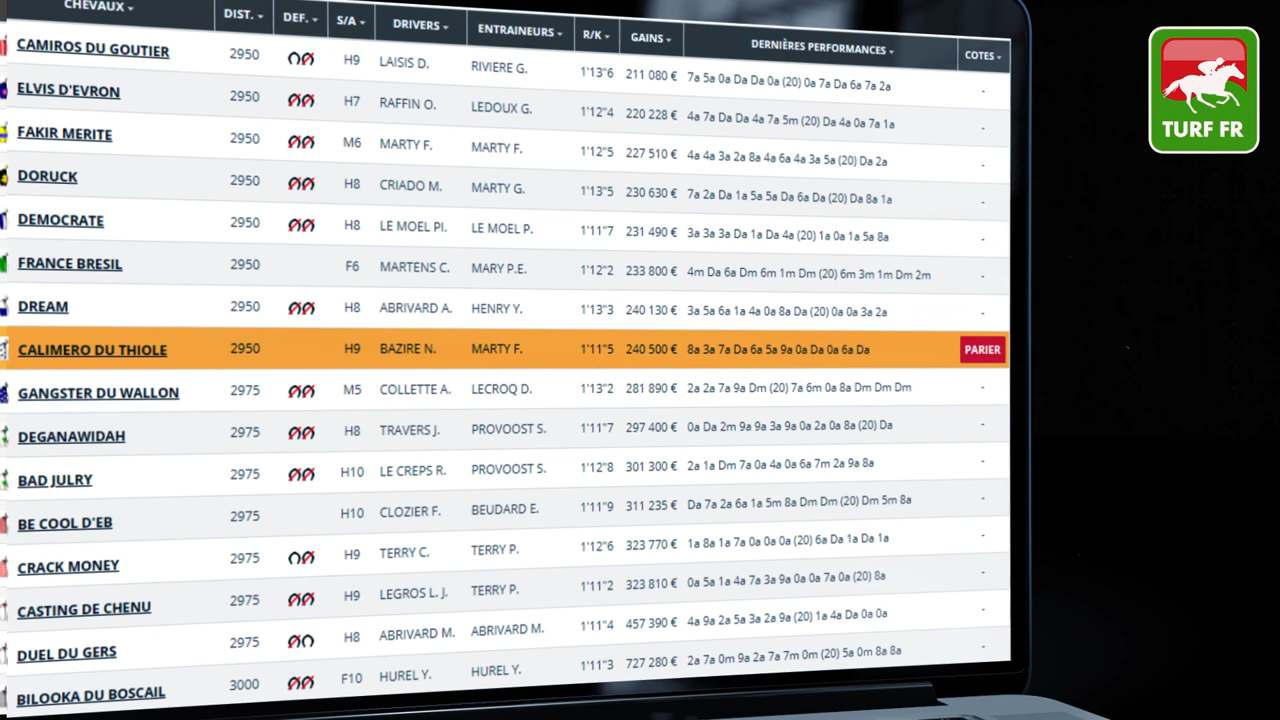 CHEVAUX DIST. DEF. S/A DRIVERS ENTRAINEURS R/K GAINS DERNIÈRES PERFORMANCES COTES
CAMIROS DU GOUTIER 2950 H9 LAISIS D. RIVIERE G. 1'13"6 211 080 € 7a 5a 0a Da Da 0a (20) 0a 7a Da 6a 7a 2a -
ELVIS D'EVRON 2950 H7 RAFFIN O. LEDOUX G. 1'12"4 220 228 € 4a 7a Da Da 4a 7a 5m (20) Da 4a 0a 7a 1a -
FAKIR MERITE 2950 M6 MARTY F. MARTY F. 1'12"5 227 510 € 4a 4a 3a 2a 8a 4a 6a 4a 3a 5a (20) Da 2a -
DORUCK 2950 H8 CRIADO M. MARTY G. 1'13"5 230 630 € 7a 2a Da 1a 5a 5a Da 6a Da (20) Da 8a 1a -
DEMOCRATE 2950 H8 LE MOEL PI. LE MOEL P. 1'11"7 231 490 € 3a 3a 3a Da 1a Da 4a (20) 1a 0a 1a 5a 8a -
FRANCE BRESIL 2950 F6 MARTENS C. MARY P.E. 1'12"2 233 800 € 4m Da 6a Dm 6m 1m Dm (20) 6m 3m 1m Dm 2m -
DREAM 2950 H8 ABRIVARD A. HENRY Y. 1'13"3 240 130 € 3a 5a 6a 1a 4a 0a 8a Da (20) 0a 0a 3a 2a -
CALIMERO DU THIOLE 2950 H9 BAZIRE N. MARTY F. 1'11"5 240 500 € 8a 3a 7a Da 6a 5a 9a 0a Da 0a 6a Da PARIER
GANGSTER DU WALLON 2975 M5 COLLETTE A. LECROQ D. 1'13"2 281 890 € 2a 2a 7a 9a Dm (20) 7a 6m 0a 8a Dm Dm Dm -
DEGANAWIDAH 2975 H8 TRAVERS J. PROVOOST S. 1'11"7 297 400 € 0a Da 2m 9a 9a 3a 9a 0a 2a 0a 8a (20) Da -
BAD JULRY 2975 H10 LE CREPS R. PROVOOST S. 1'12"8 301 300 € 2a 1a Dm 7a 0a 4a 0a 6a 7m 2a 9a 8a -
BE COOL D'EB 2975 H10 CLOZIER F. BEUDARD E. 1'11"9 311 235 € Da 7a 2a 6a 1a 5m 8a Dm Dm (20) Dm 5m 8a -
CRACK MONEY 2975 H9 TERRY C. TERRY P. 1'12"6 323 770 € 1a 8a 1a 7a 0a 0a 0a (20) 6a Da 1a Da 1a -
CASTING DE CHENU 2975 H9 LEGROS L. J. TERRY P. 1'11"2 323 810 € 0a 5a 1a 4a 7a 3a 9a 0a 0a 7a 0a (20) 8a -
DUEL DU GERS 2975 H8 ABRIVARD M. ABRIVARD M. 1'11"4 457 390 € 4a 9a 2a 5a 3a 2a 9a (20) 1a 4a Da 0a 0a -
BILOOKA DU BOSCAIL 3000 F10 HUREL Y. HUREL Y. 1'11"3 727 280 € 2a 7a 0m 9a 2a 7a 7m 0m (20) 5a 0m 8a 8a -
TURF FR